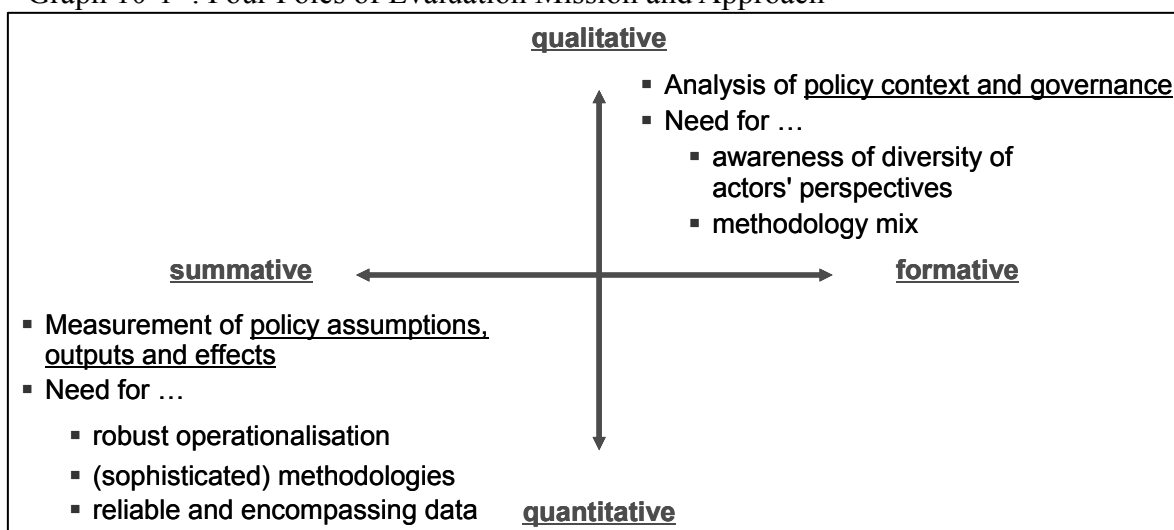 Graph 10-1 : Four Poles of Evaluation Mission and Approach
qualitative
▪ Analysis of policy context and governance
▪ Need for …
▪ awareness of diversity of
actors' perspectives
▪ methodology mix
summative
formative
▪ Measurement of policy assumptions,
outputs and effects
▪ Need for …
▪ robust operationalisation
▪ (sophisticated) methodologies
▪ reliable and encompassing data
quantitative